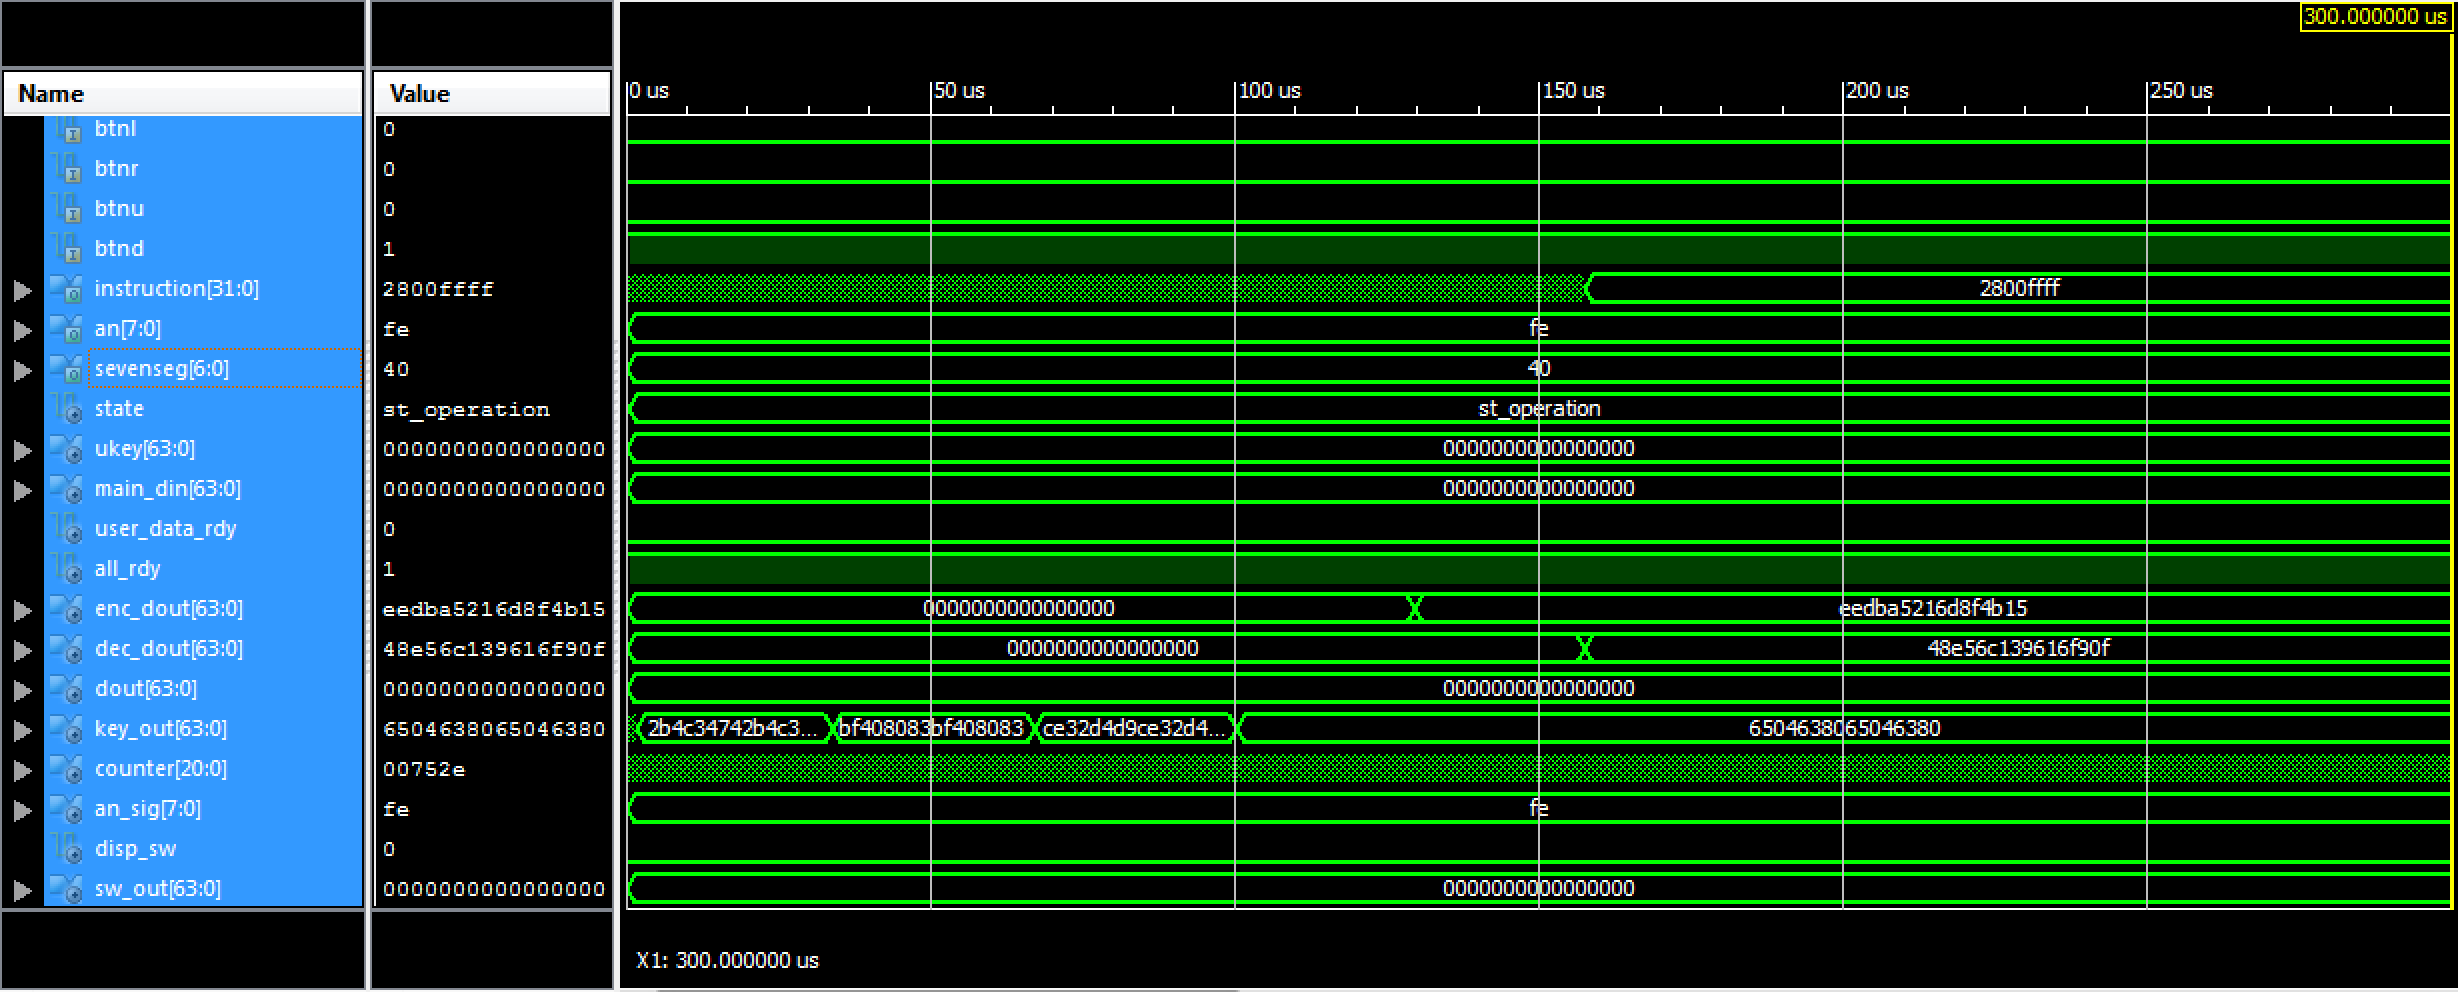 300.000000 us
Name Value 0 us 50 us 100 us 150 us 200 us 250 us
btnl 0
btnr 0
btnu 0
btnd 1
instruction[31:0] 2800ffff 2800ffff
an[7:0] fe fe
sevenseg[6:0] 40 40
state st_operation st_operation
ukey[63:0] 0000000000000000 0000000000000000
main_din[63:0] 0000000000000000 0000000000000000
user_data_rdy 0
all_rdy 1
enc_dout[63:0] eedba5216d8f4b15 0000000000000000 eedba5216d8f4b15
dec_dout[63:0] 48e56c139616f90f 0000000000000000 48e56c139616f90f
dout[63:0] 0000000000000000 0000000000000000
key_out[63:0] 6504638065046380 2b4c34742b4c3... bf408083bf408083 ce32d4d9ce32d4... 6504638065046380
counter[20:0] 00752e
an_sig[7:0] fe fe
disp_sw 0
sw_out[63:0] 0000000000000000 0000000000000000
X1: 300.000000 us